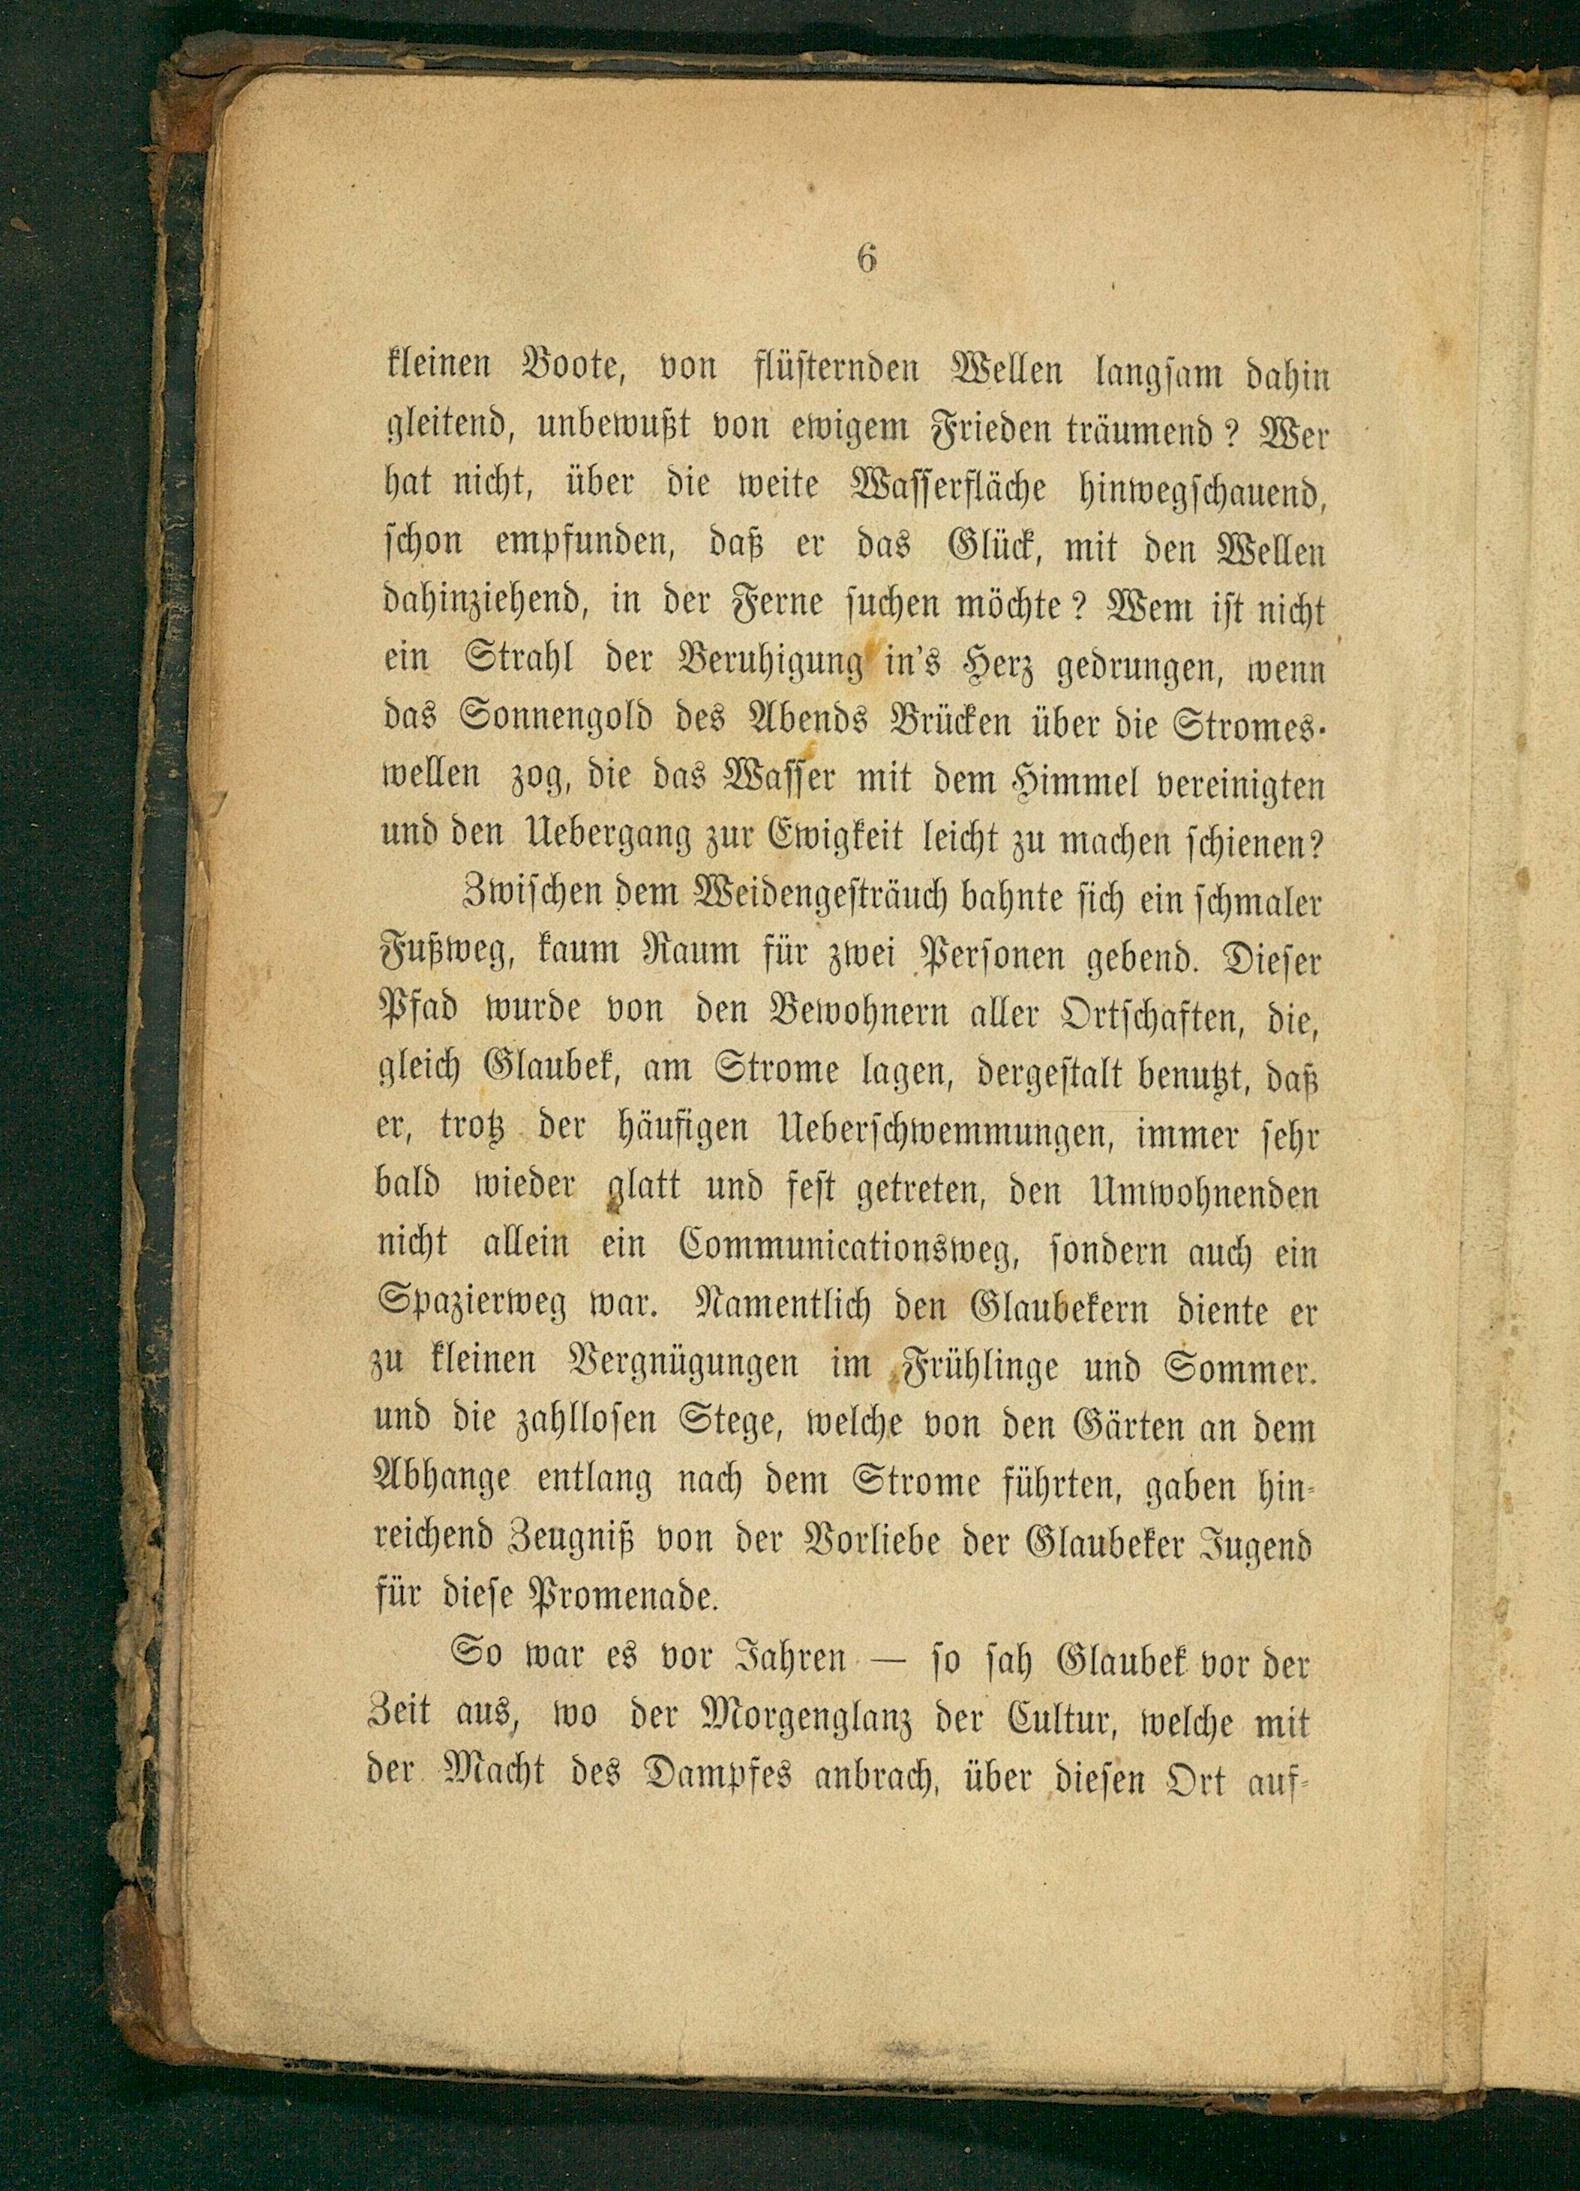 6
kleinen Boote, von flüsternden Wellen langsam dahin
gleitend, unbewußt von ewigem Frieden träumend? Wer
hat nicht, über die weite Wasserfläche hinwegschauend,
schon empfunden, daß er das Glück, mit den Wellen
dahinziehend, in der Ferne suchen möchte? Wem ist nicht
ein Strahl der Beruhigung in's Herz gedrungen, wenn
das Sonnengold des Abends Brücken über die Stromes-
wellen zog, die das Wasser mit dem Himmel vereinigten
und den Uebergang zur Ewigkeit leicht zu machen schienen?
Zwischen dem Weidengesträuch bahnte sich ein schmaler
Fußweg, kaum Raum für zwei Personen gebend. Dieser
Pfad wurde von den Bewohnern aller Ortschaften, die,
gleich Glaubek, am Strome lagen, dergestalt benutzt, daß
er, trotz der häufigen Ueberschwemmungen, immer sehr
bald wieder glatt und fest getreten, den Umwohnenden
nicht allein ein Communicationsweg, sondern auch ein
Spazierweg war. Namentlich den Glaubekern diente er
zu kleinen Vergnügungen im Frühlinge und Sommer.
und die zahllosen Stege, welche von den Gärten an dem
Abhange entlang nach dem Strome führten, gaben hin-
reichend Zeugniß von der Vorliebe der Glaubeker Jugend
für diese Promenade.
So war es vor Jahren — so sah Glaubek vor der
Zeit aus, wo der Morgenglanz der Cultur, welche mit
der Macht des Dampfes anbrach, über diesen Ort auf-